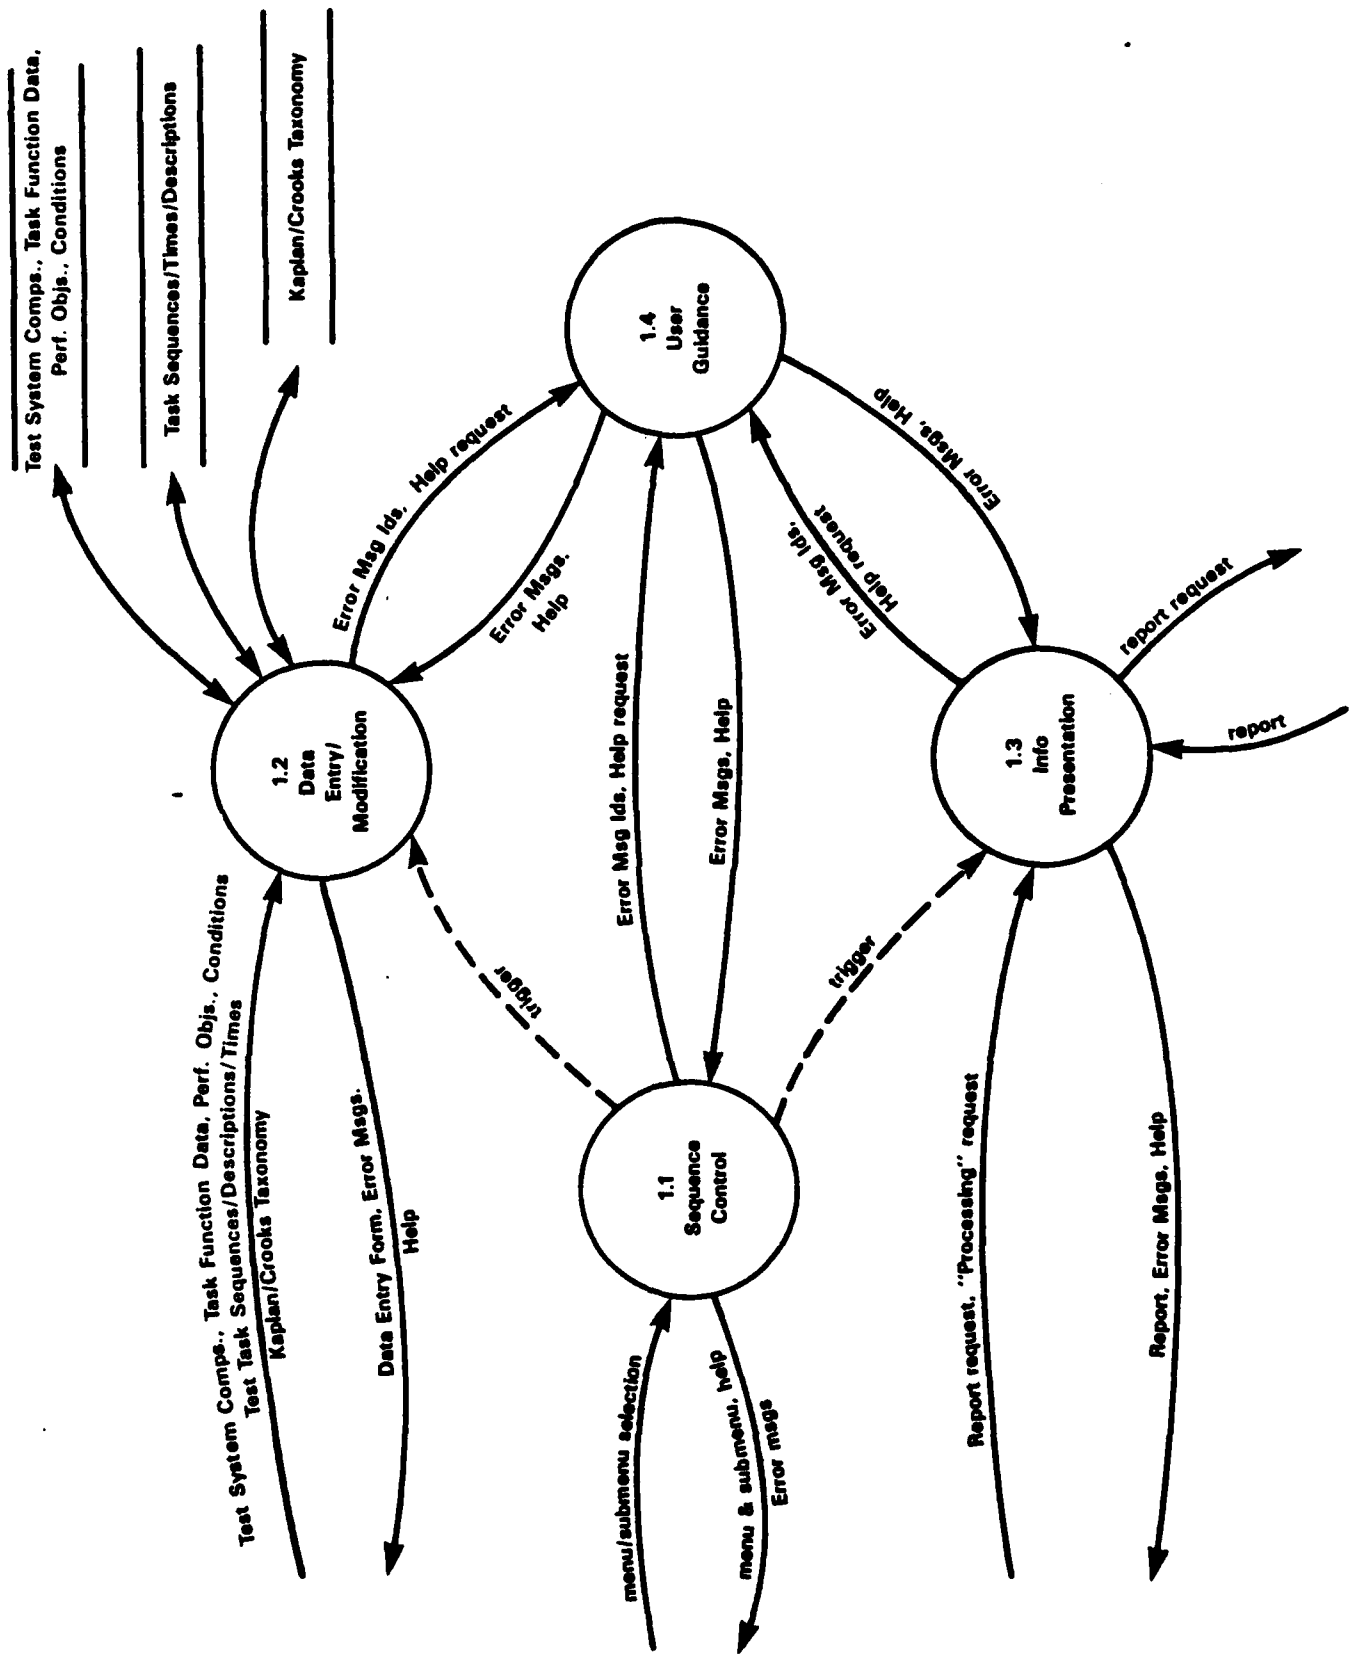 Test System Comps., Task Function Data,
Perf. Objs., Conditions
Task Sequences/Times/Descriptions
Kaplan/Crooks Taxonomy
Test System Comps., Task Function Data, Perf. Objs., Conditions
Test Task Sequences/Descriptions/Times
Kaplan/Crooks Taxonomy
1.2
Data
Entry/
Modification
Data Entry Form, Error Msgs.
Help
Error Msg Ids, Help request
Error Msgs.
Help
trigger
menu/submenu selection
menu & submenu, help
Error msgs
1.1
Sequence
Control
Error Msg Ids, Help request
Error Msgs, Help
1.4
User
Guidance
trigger
Error Msg Ids,
Help request
Error Msgs, Help
Report request, "Processing" request
Report, Error Msgs, Help
1.3
Info
Presentation
report request
report